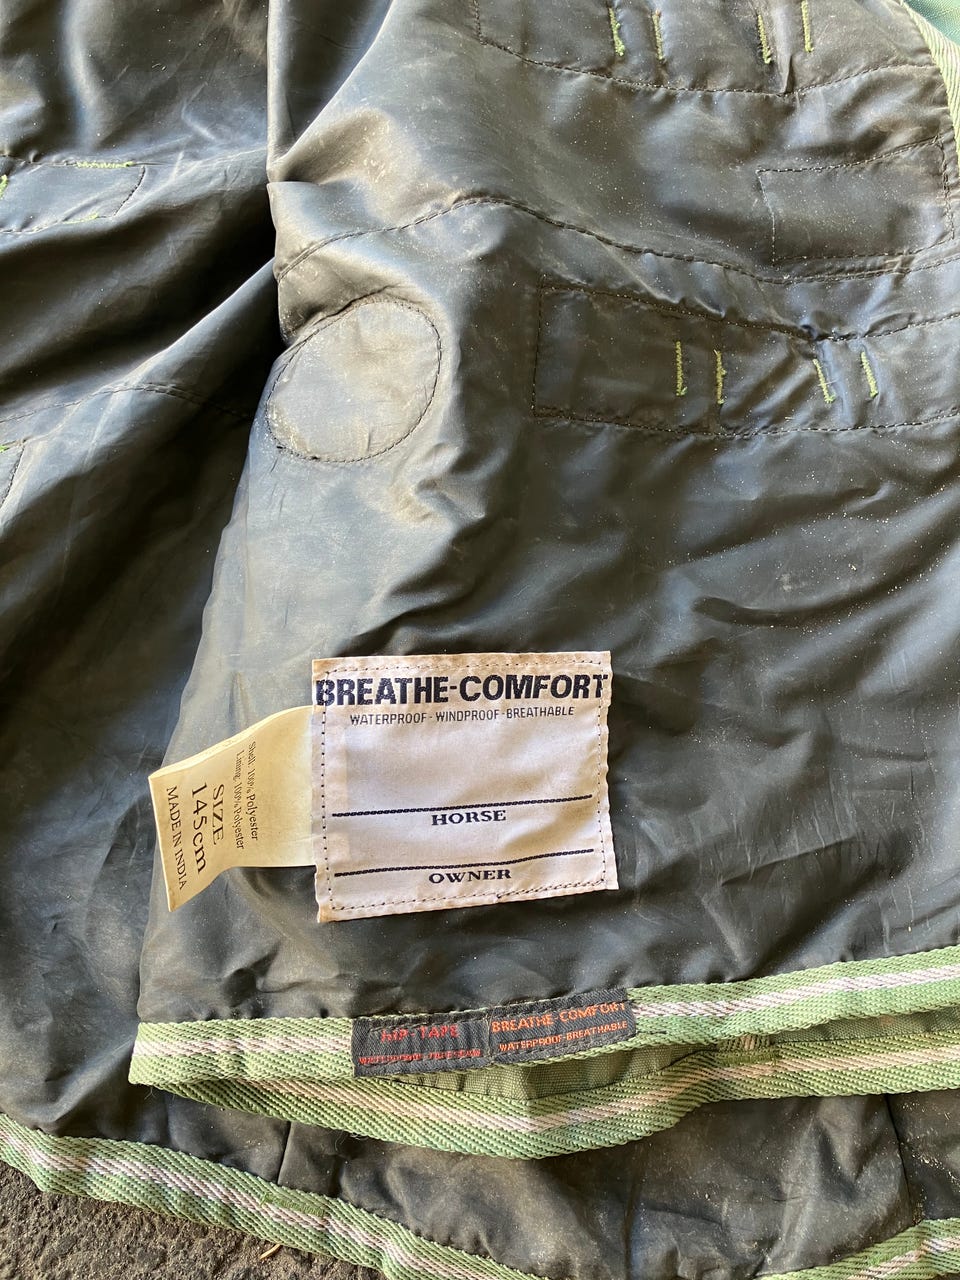 BREATHE-COMFORT
WATERPROOF - WINDPROOF - BREATHABLE
HORSE
OWNER
Shell: 100% Polyester
Lining: 100% Polyester
SIZE
145cm
MADE IN INDIA
BREATHE-COMFORT
WATERPROOF-BREATHABLE